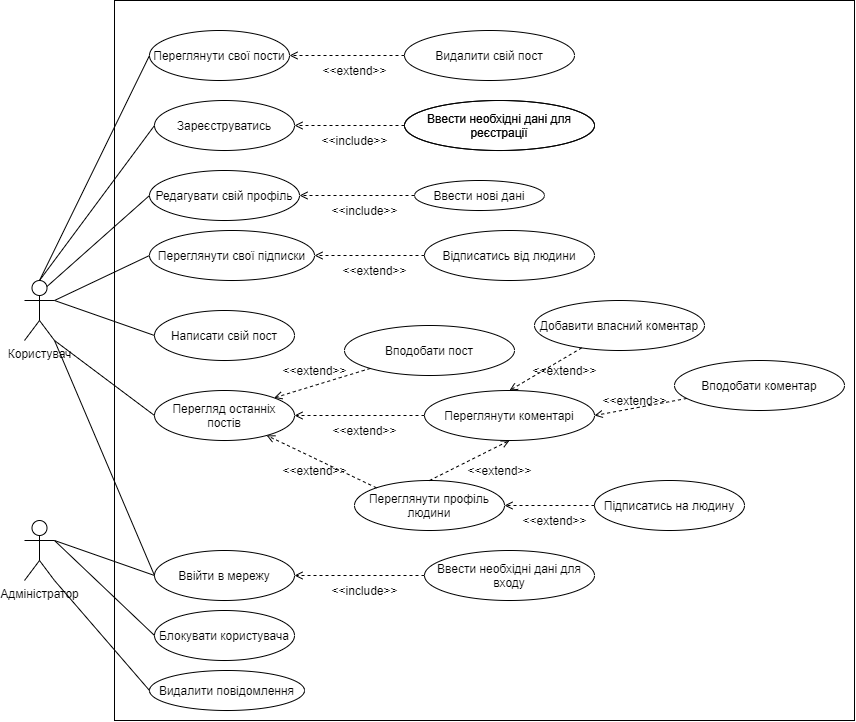 Переглянути свої пости
Видалити свій пост
<<extend>>
Зареєструватись
Ввести необхідні дані для
реєстрації
<<include>>
Редагувати свій профіль
Ввести нові дані
<<include>>
Переглянути свої підписки
Відписатись від людини
<<extend>>
Користувач
Написати свій пост
Добавити власний коментар
Вподобати пост
<<extend>>
<<extend>>
Вподобати коментар
<<extend>>
Перегляд останніх
постів
Переглянути коментарі
<<extend>>
<<extend>>
<<extend>>
Переглянути профіль
людини
Підписатись на людину
<<extend>>
Адміністратор
Ввійти в мережу
Ввести необхідні дані для
входу
<<include>>
Блокувати користувача
Видалити повідомлення